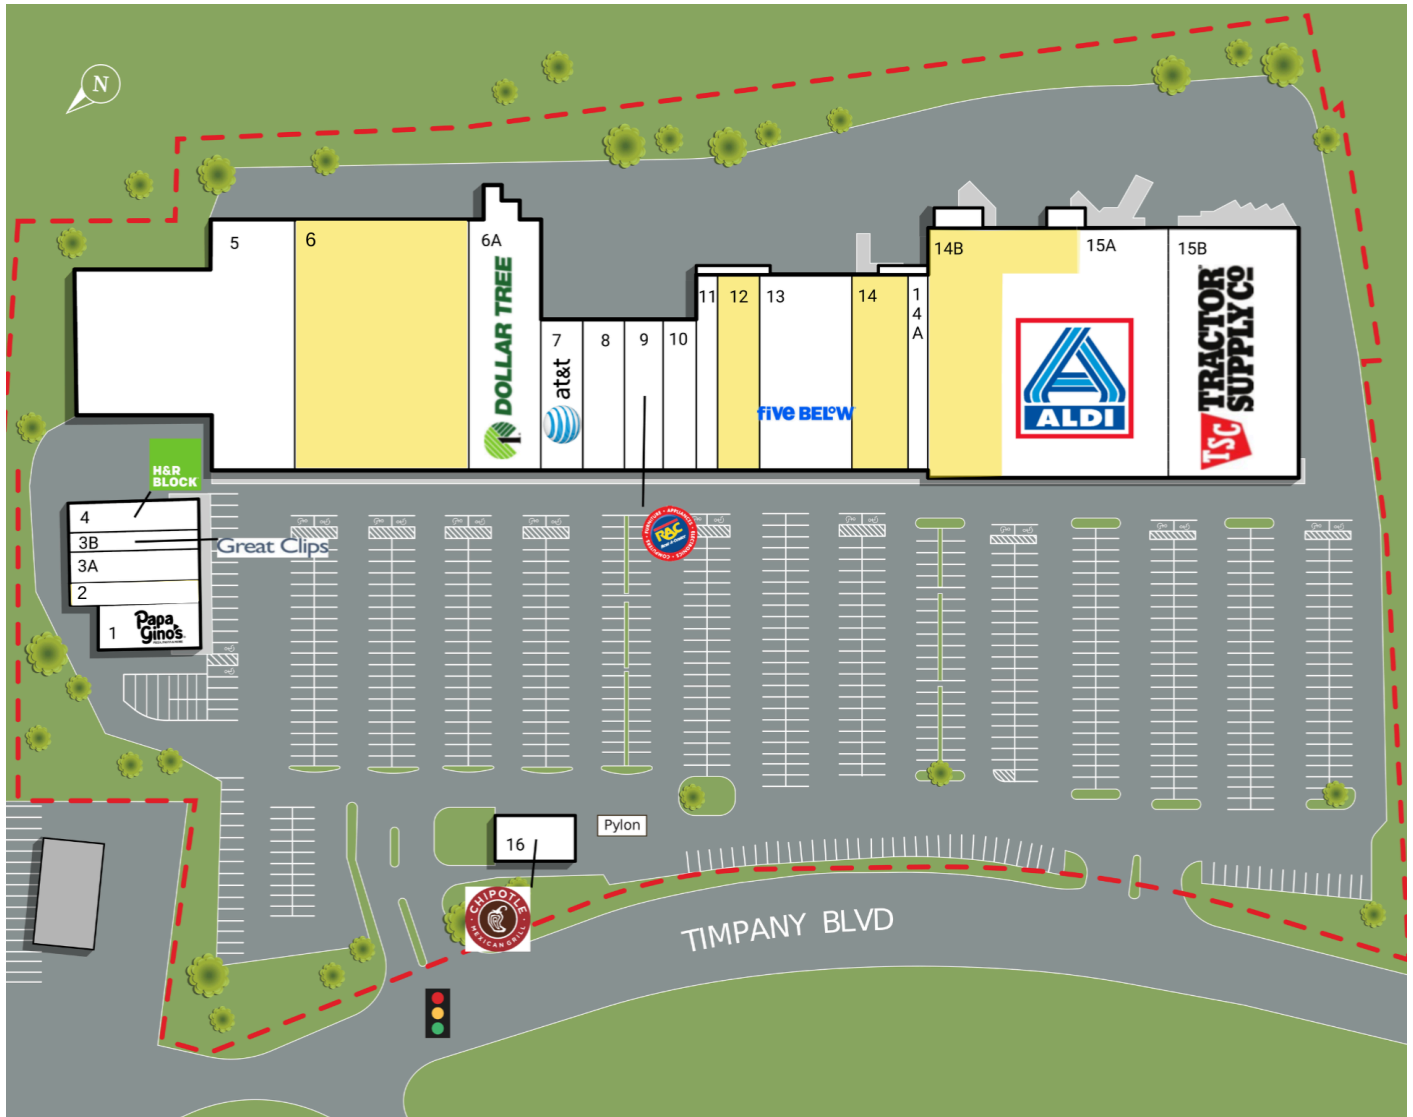 N
5
6
6A
DOLLAR TREE
7
at&t
8
9
10
11
12
13
fiVe BELOW
14
1
4
A
14B
15A
ALDI
15B
TRACTOR
SUPPLY CO
TSC
H&R
BLOCK
4
3B
Great Clips
3A
2
1
Papa
Gino's
RAC
16
Pylon
CHIPOTLE
MEXICAN GRILL
TIMPANY BLVD